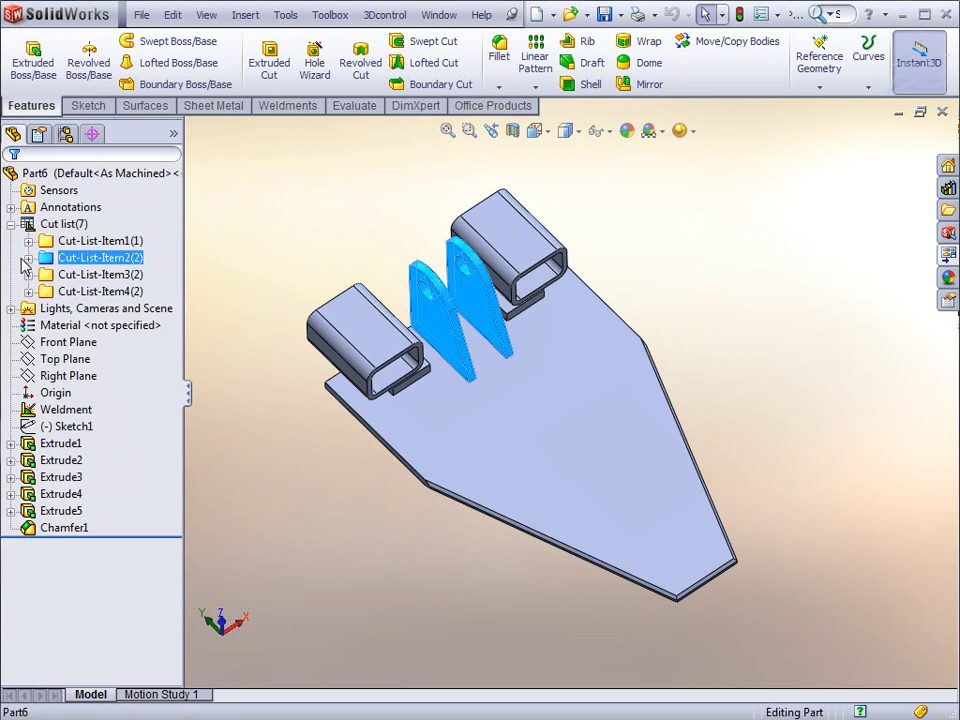 SolidWorks File Edit View Insert Tools Toolbox 3Dcontrol Window Help ... S ?
Extruded Boss/Base
Revolved Boss/Base
Swept Boss/Base
Lofted Boss/Base
Boundary Boss/Base
Extruded Cut
Hole Wizard
Revolved Cut
Swept Cut
Lofted Cut
Boundary Cut
Fillet
Linear Pattern
Rib
Draft
Shell
Wrap
Dome
Mirror
Move/Copy Bodies
Reference Geometry
Curves
Instant3D
Features Sketch Surfaces Sheet Metal Weldments Evaluate DimXpert Office Products
Part6 (Default<As Machined><
Sensors
Annotations
Cut list(7)
Cut-List-Item1(1)
Cut-List-Item2(2)
Cut-List-Item3(2)
Cut-List-Item4(2)
Lights, Cameras and Scene
Material <not specified>
Front Plane
Top Plane
Right Plane
Origin
Weldment
(-) Sketch1
Extrude1
Extrude2
Extrude3
Extrude4
Extrude5
Chamfer1
Y Z X
Model Motion Study 1
Part6 Editing Part ?